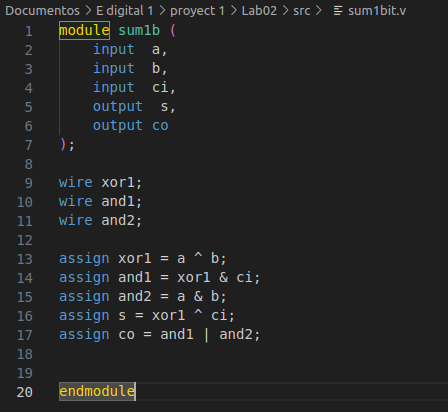 Documentos > E digital 1 > proyect 1 > Lab02 > src > ≡ sum1bit.v
1 module sum1b (
2     input  a,
3     input  b,
4     input  ci,
5     output  s,
6     output co
7 );
8
9 wire xor1;
10 wire and1;
11 wire and2;
12
13 assign xor1 = a ^ b;
14 assign and1 = xor1 & ci;
15 assign and2 = a & b;
16 assign s = xor1 ^ ci;
17 assign co = and1 | and2;
18
19
20 endmodule